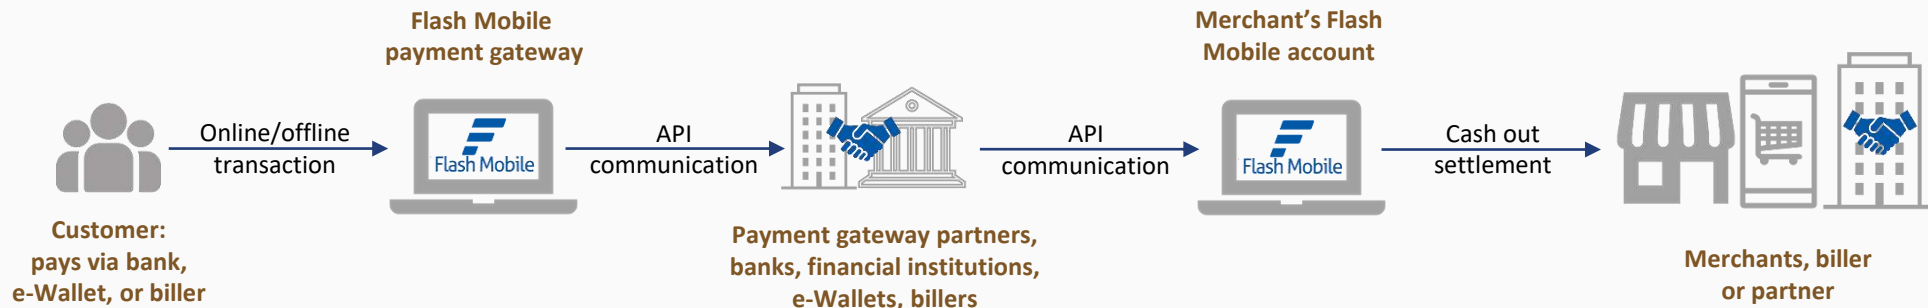 Flash Mobile
payment gateway
Merchant’s Flash
Mobile account
Online/offline
transaction
Flash Mobile
API
communication
API
communication
Flash Mobile
Cash out
settlement
Customer:
pays via bank,
e-Wallet, or biller
Payment gateway partners,
banks, financial institutions,
e-Wallets, billers
Merchants, biller
or partner